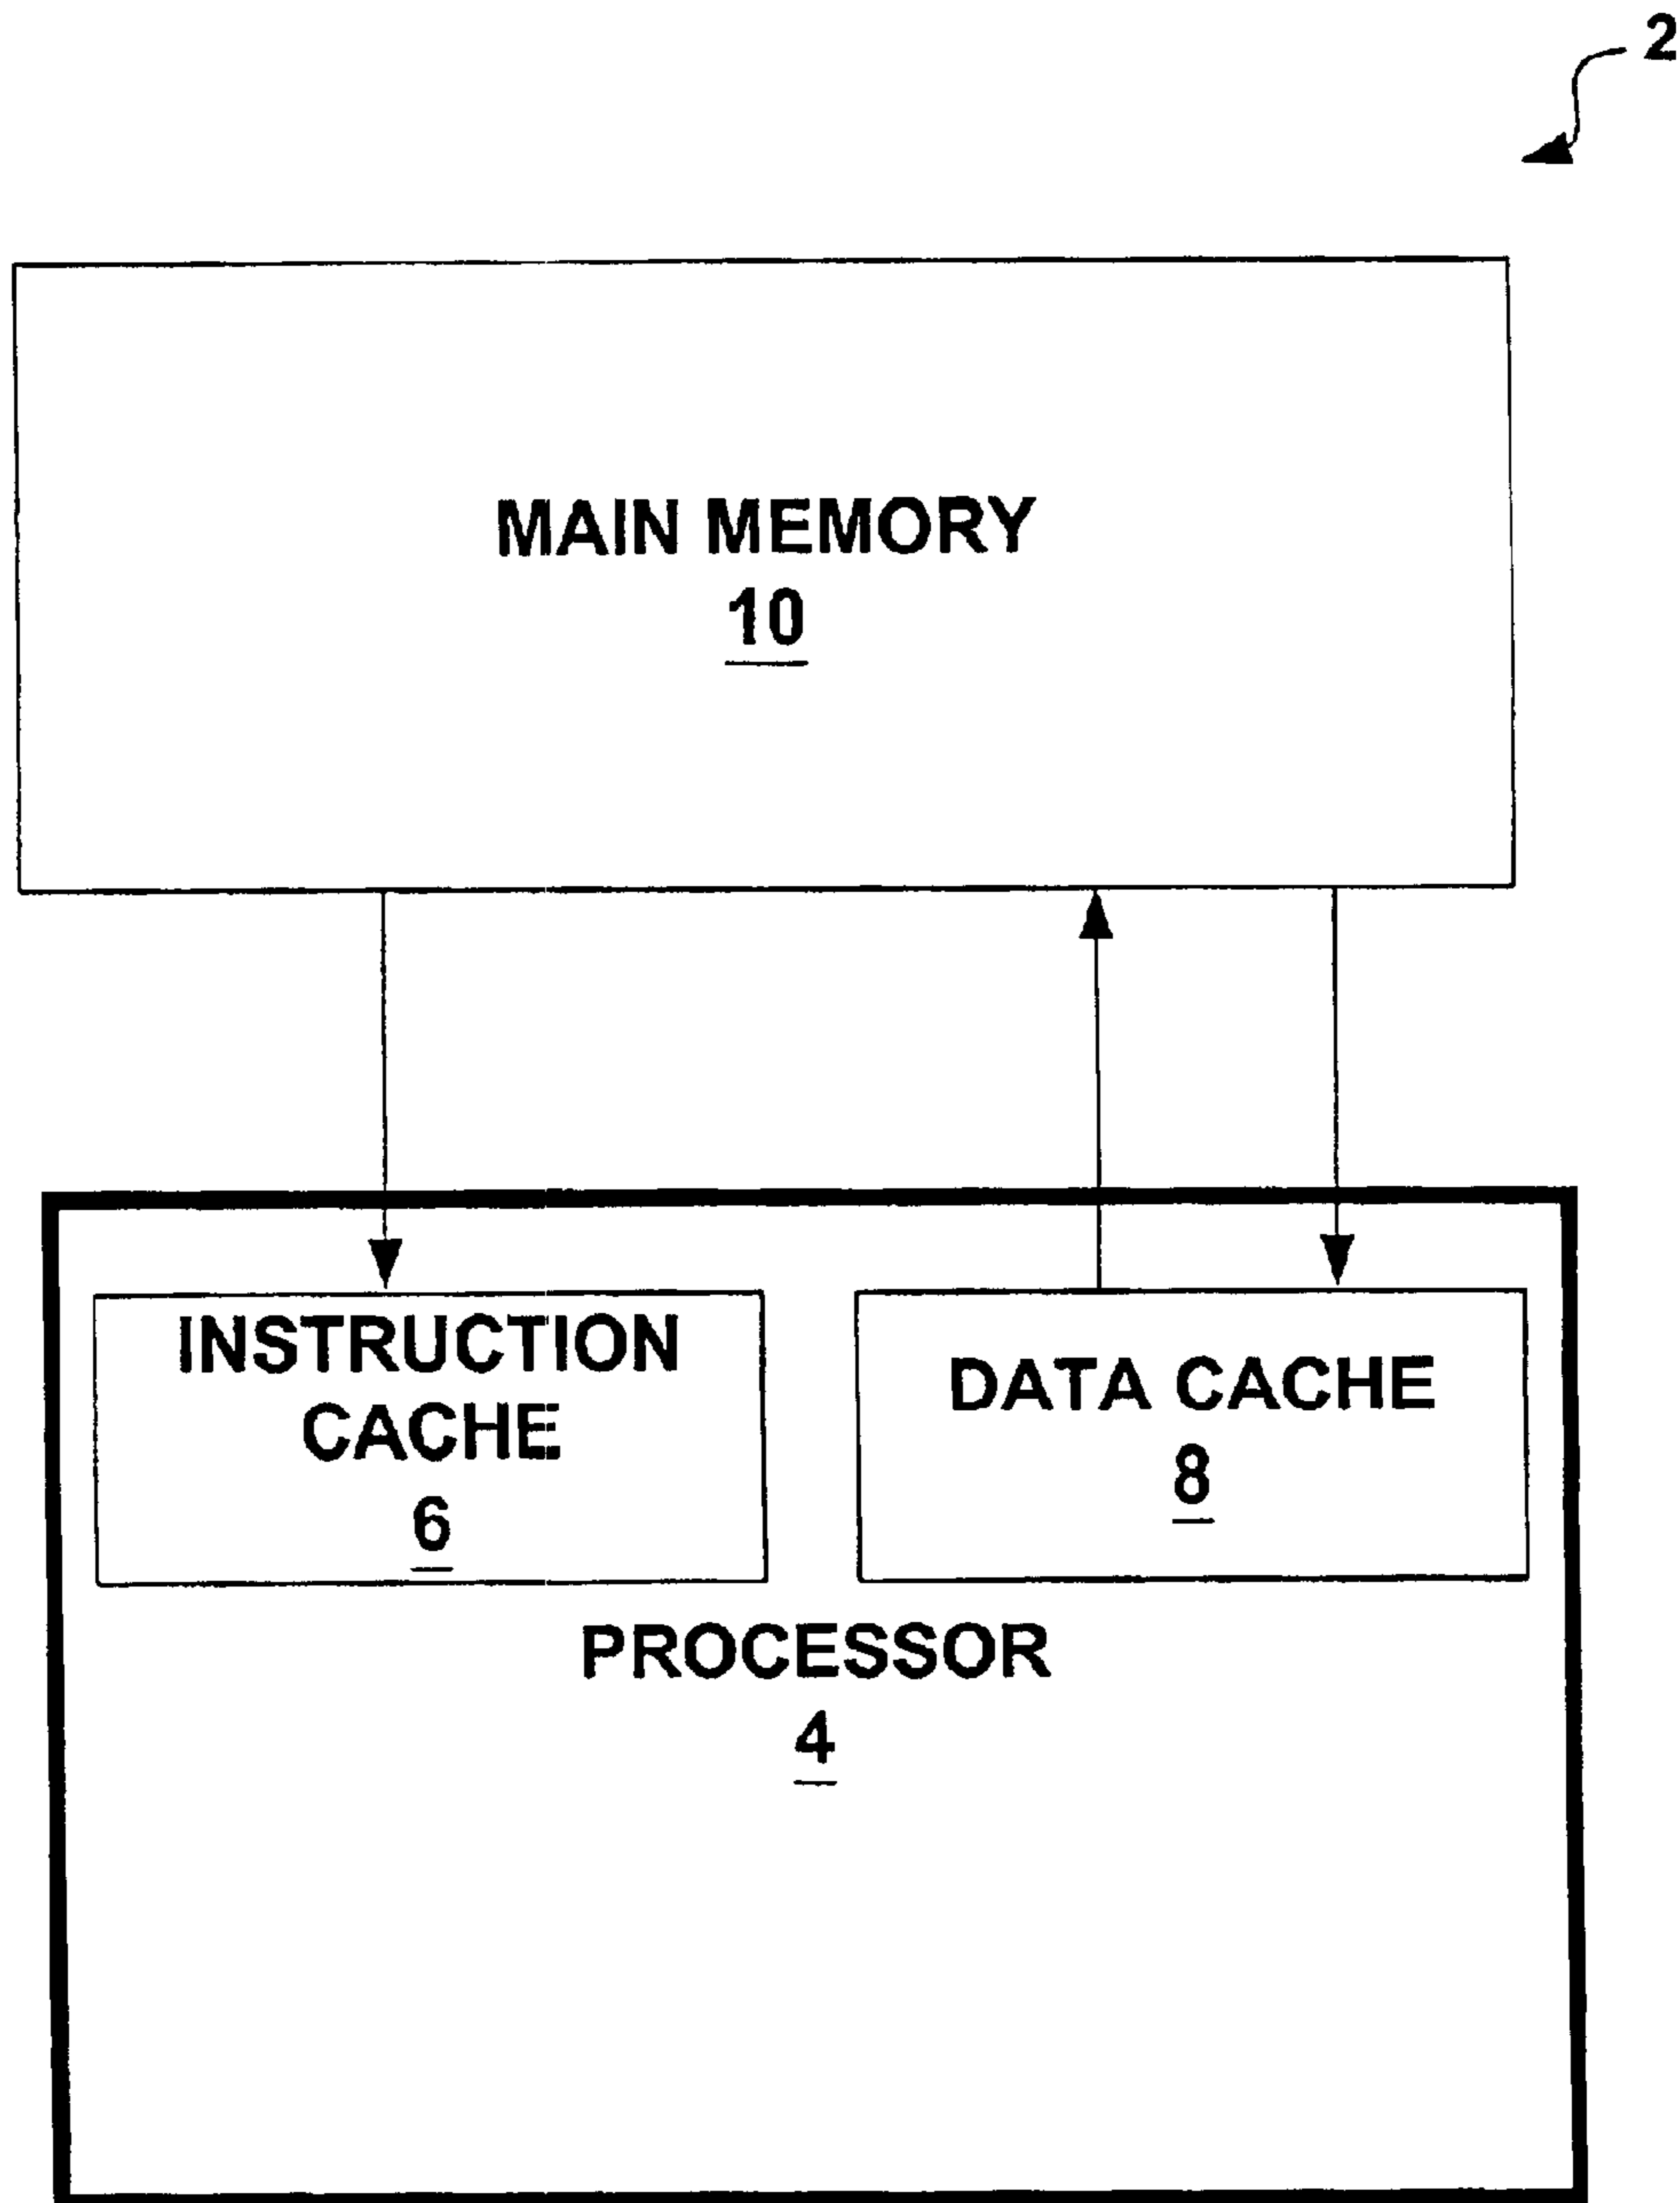 2
MAIN MEMORY
10
INSTRUCTION
CACHE
6
DATA CACHE
8
PROCESSOR
4